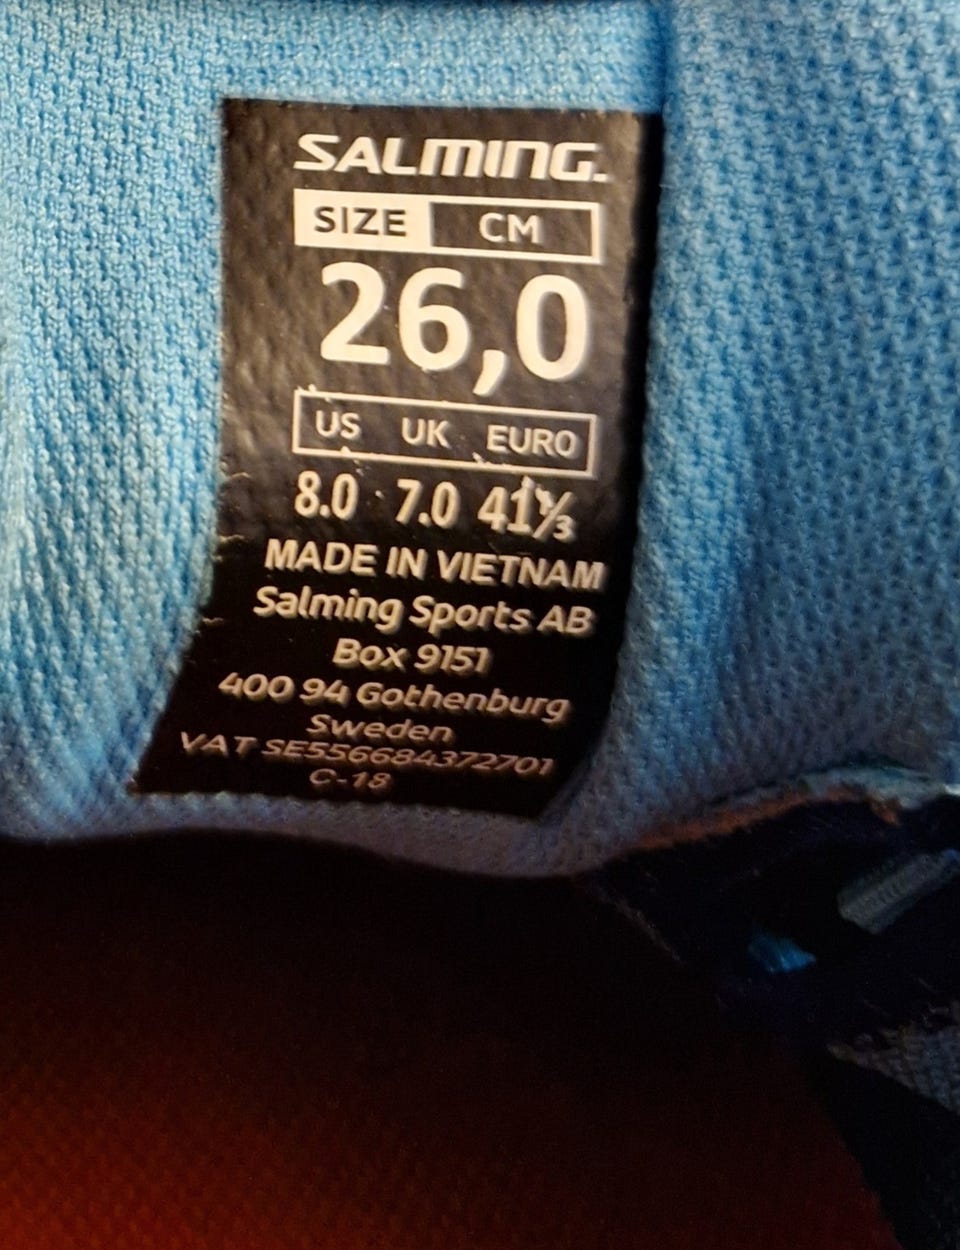 SALMING.
SIZE CM
26,0
US UK EURO
8.0 7.0 41⅓
MADE IN VIETNAM
Salming Sports AB
Box 9151
400 94 Gothenburg
Sweden
VAT SE556684372701
C-18